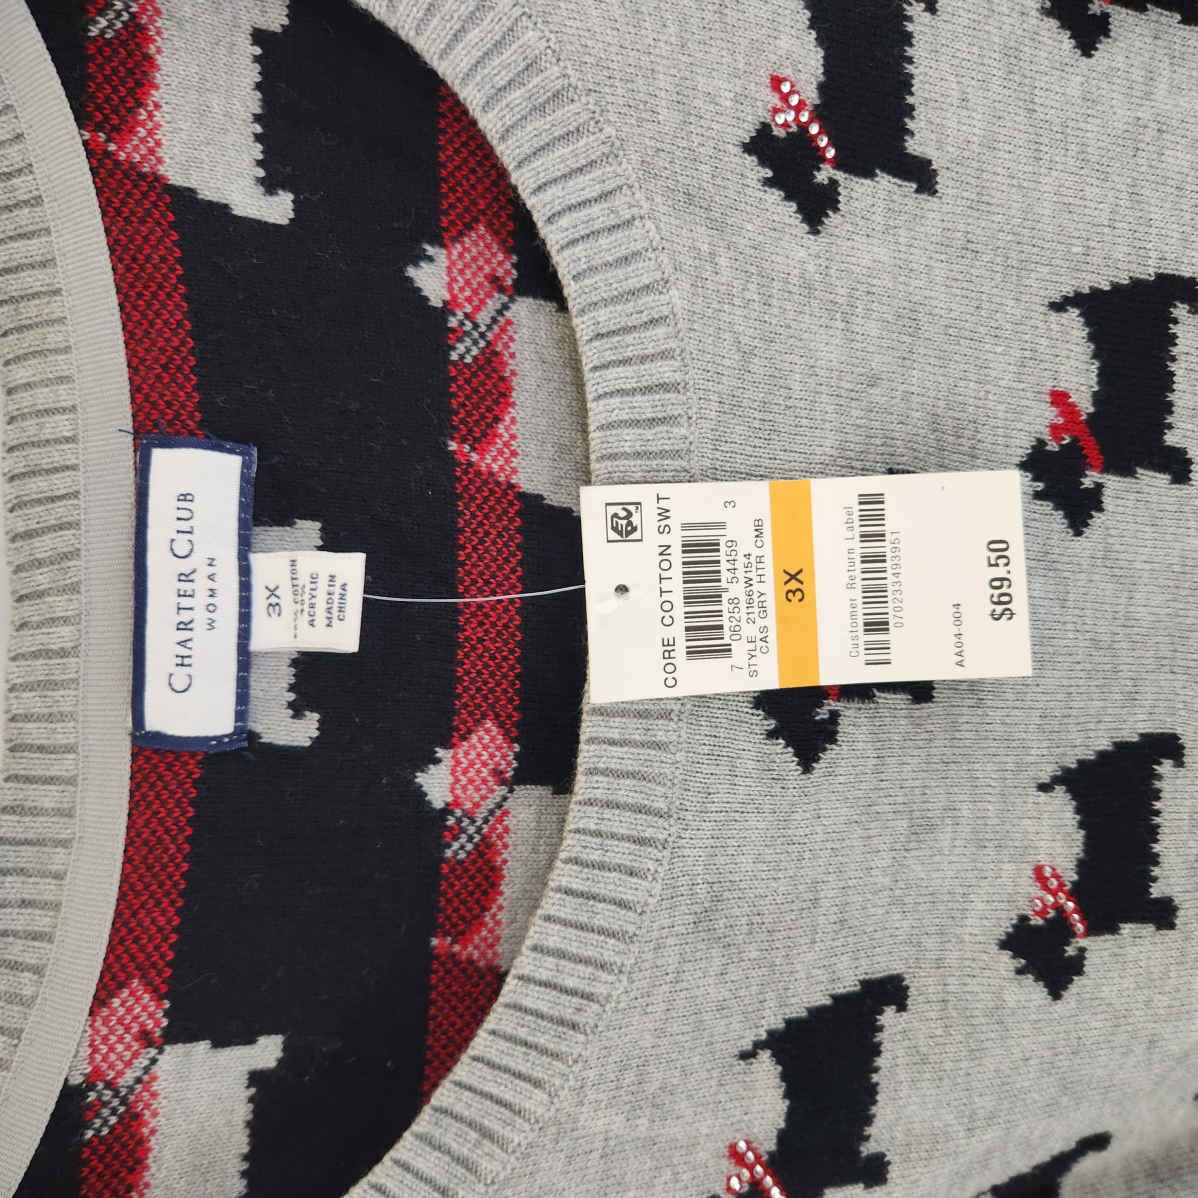 CHARTER CLUB
WOMAN
3X
COTTON
ACRYLIC
MADE IN
CHINA
CORE COTTON SWT
7 06258 54459 3
STYLE 21166W154
CAS GRY HTR CMB
3X
Customer Return Label
070233493951
AA04-004
$69.50